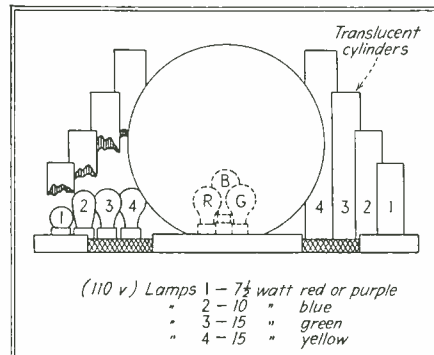 Translucent
cylinders
B
R G
1 2 3 4 4 3 2 1
(110 v) Lamps 1 - 7½ watt red or purple
" 2 - 10 " blue
" 3 - 15 " green
" 4 - 15 " yellow